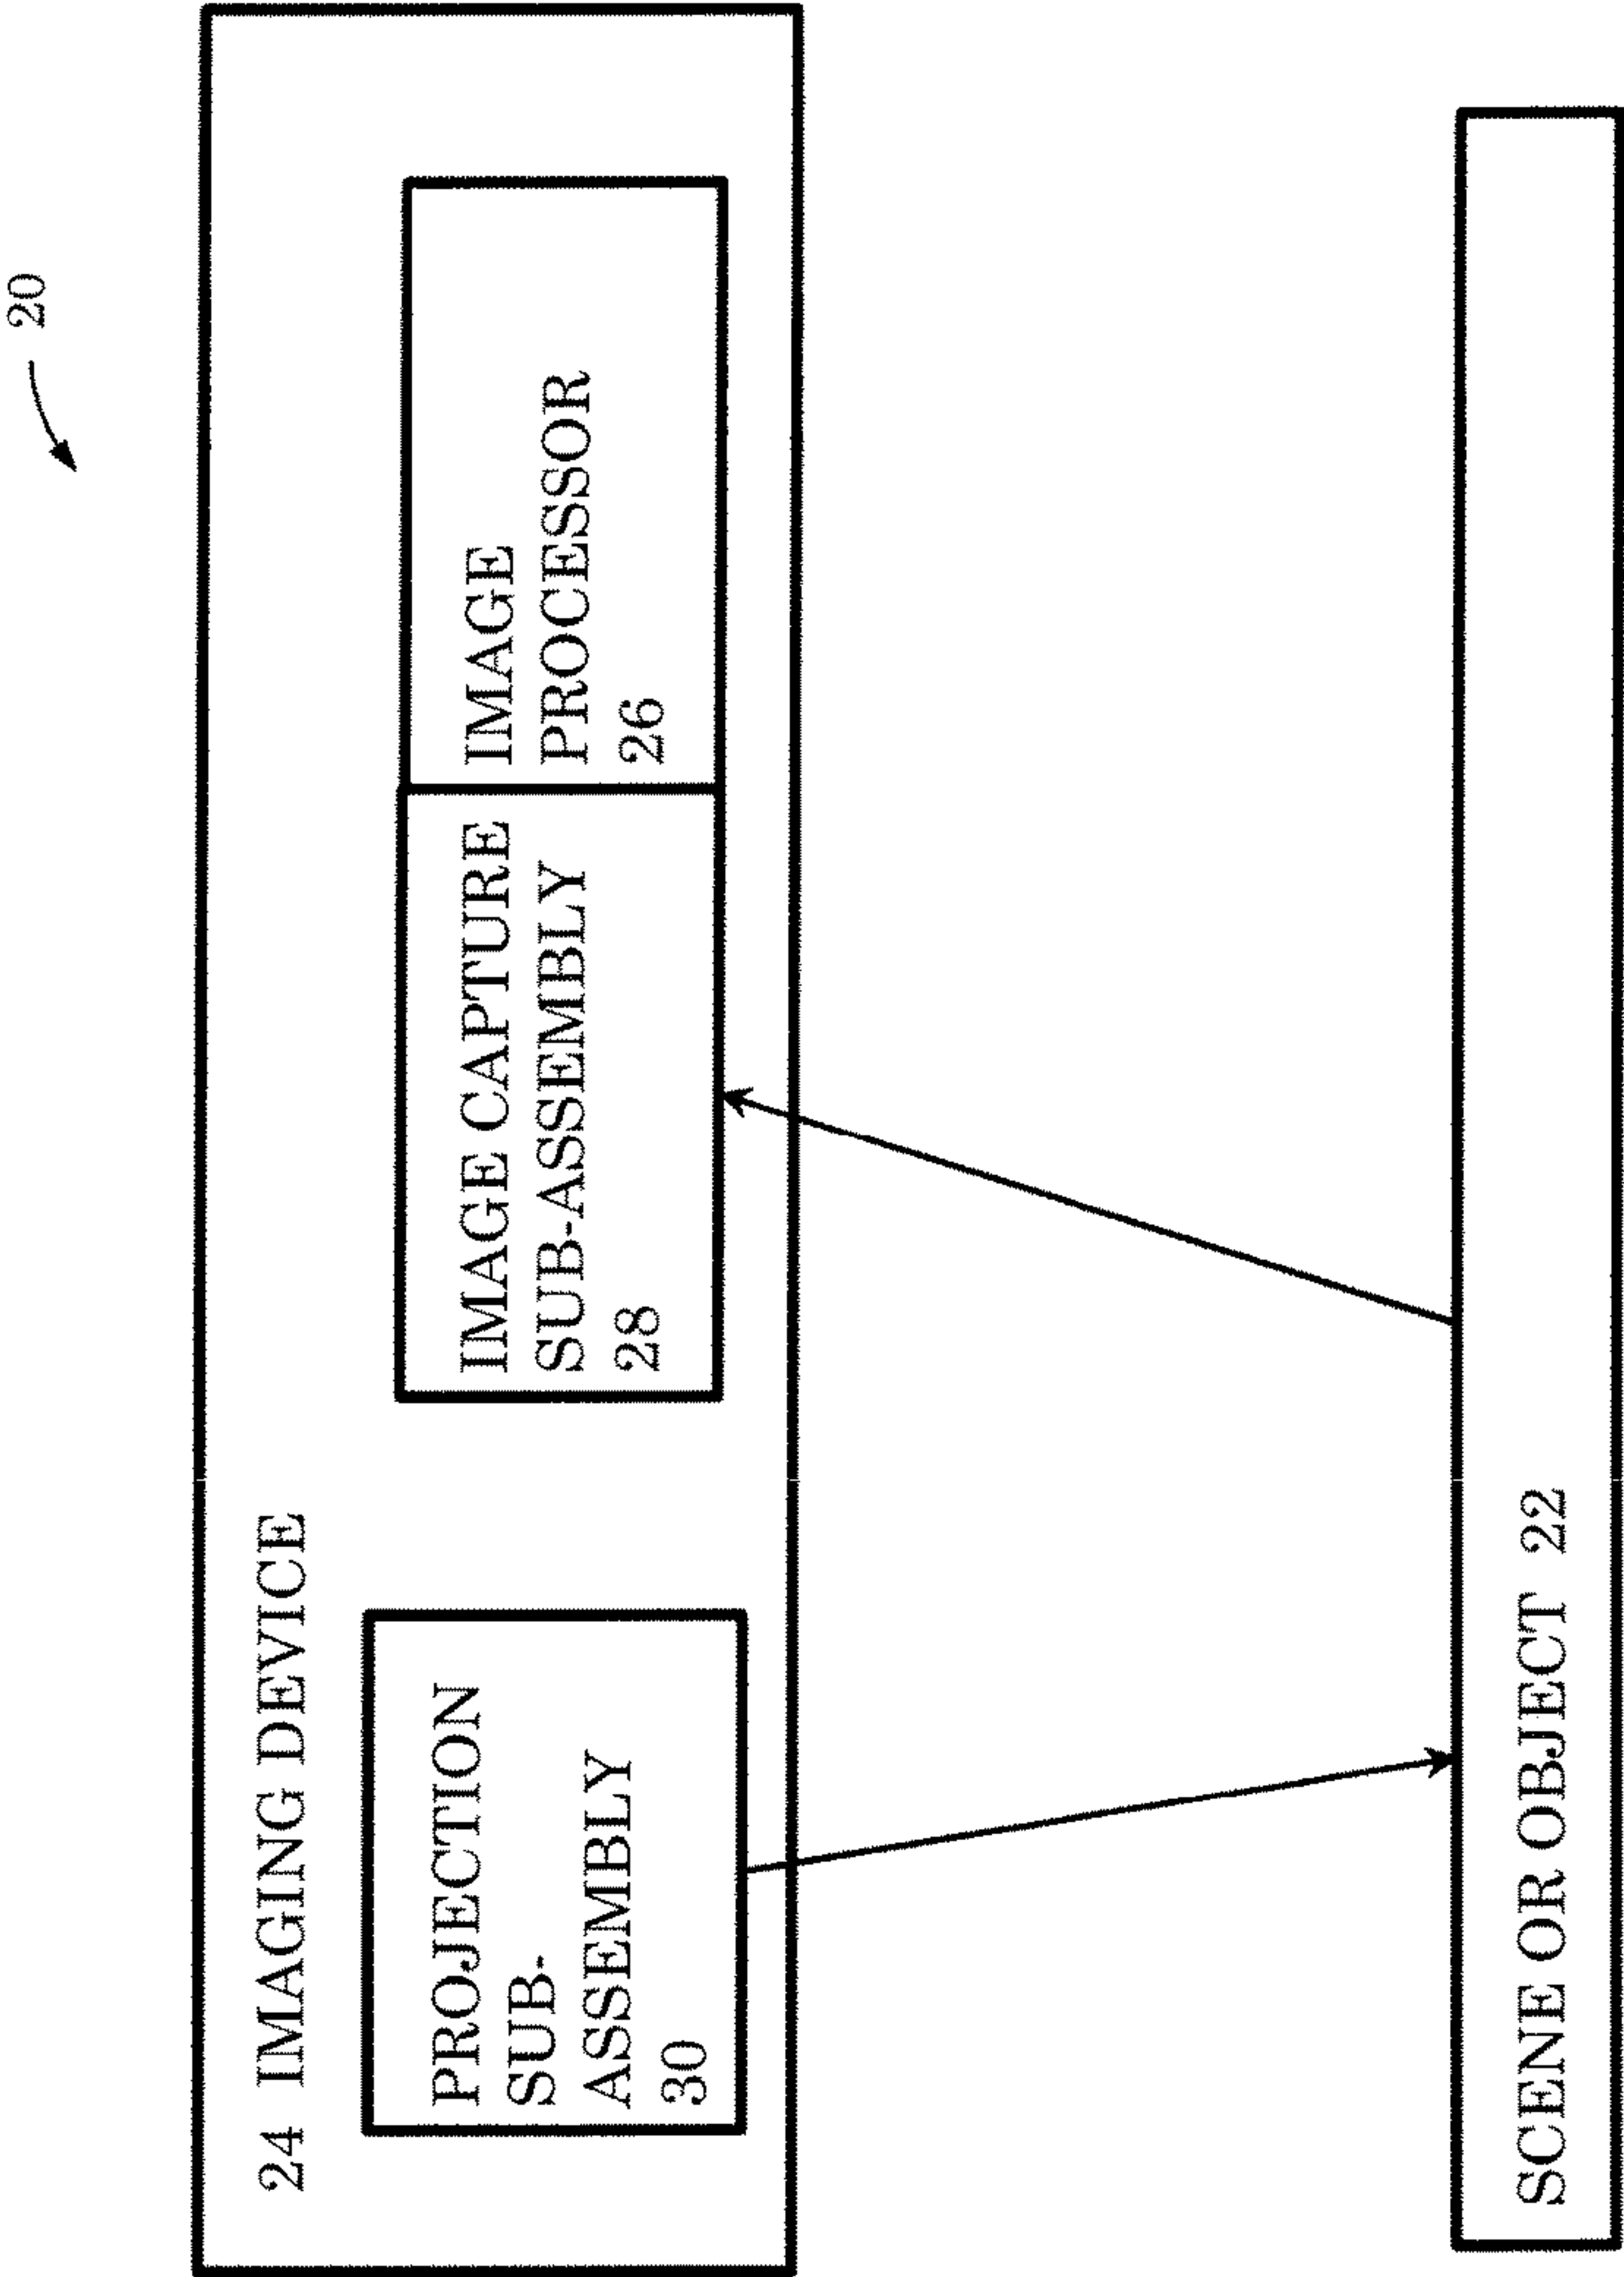 20
24 IMAGING DEVICE
PROJECTION
SUB-
ASSEMBLY
30
IMAGE CAPTURE
SUB-ASSEMBLY
28
IMAGE
PROCESSOR
26
SCENE OR OBJECT 22